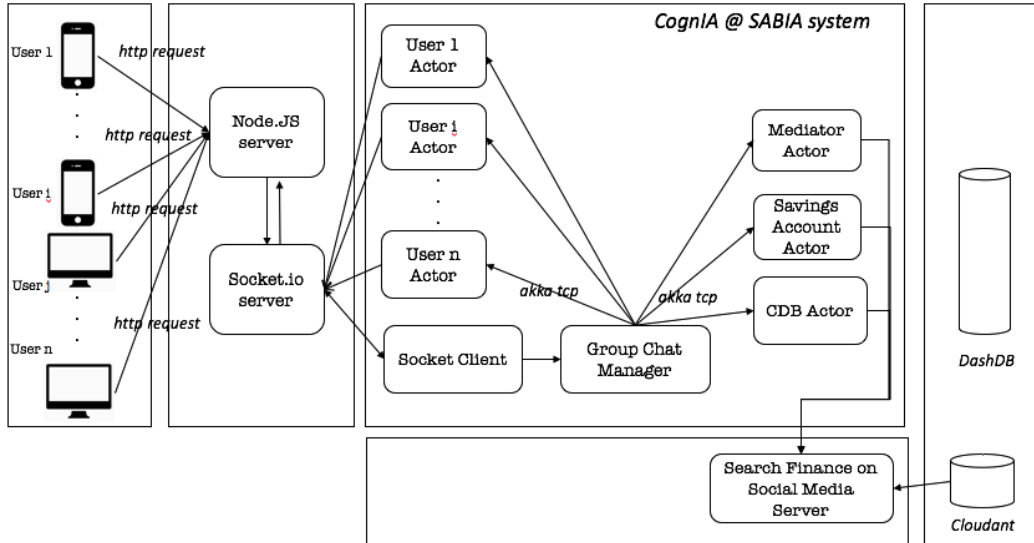 User 1
http request
http request
User i
http request
User j
http request
User n
Node.JS
server
Socket.io
server
CognIA @ SABIA system
User 1
Actor
User i
Actor
User n
Actor
akka tcp
Socket Client
Group Chat
Manager
akka tcp
Mediator
Actor
Savings
Account
Actor
CDB Actor
Search Finance on
Social Media
Server
DashDB
Cloudant